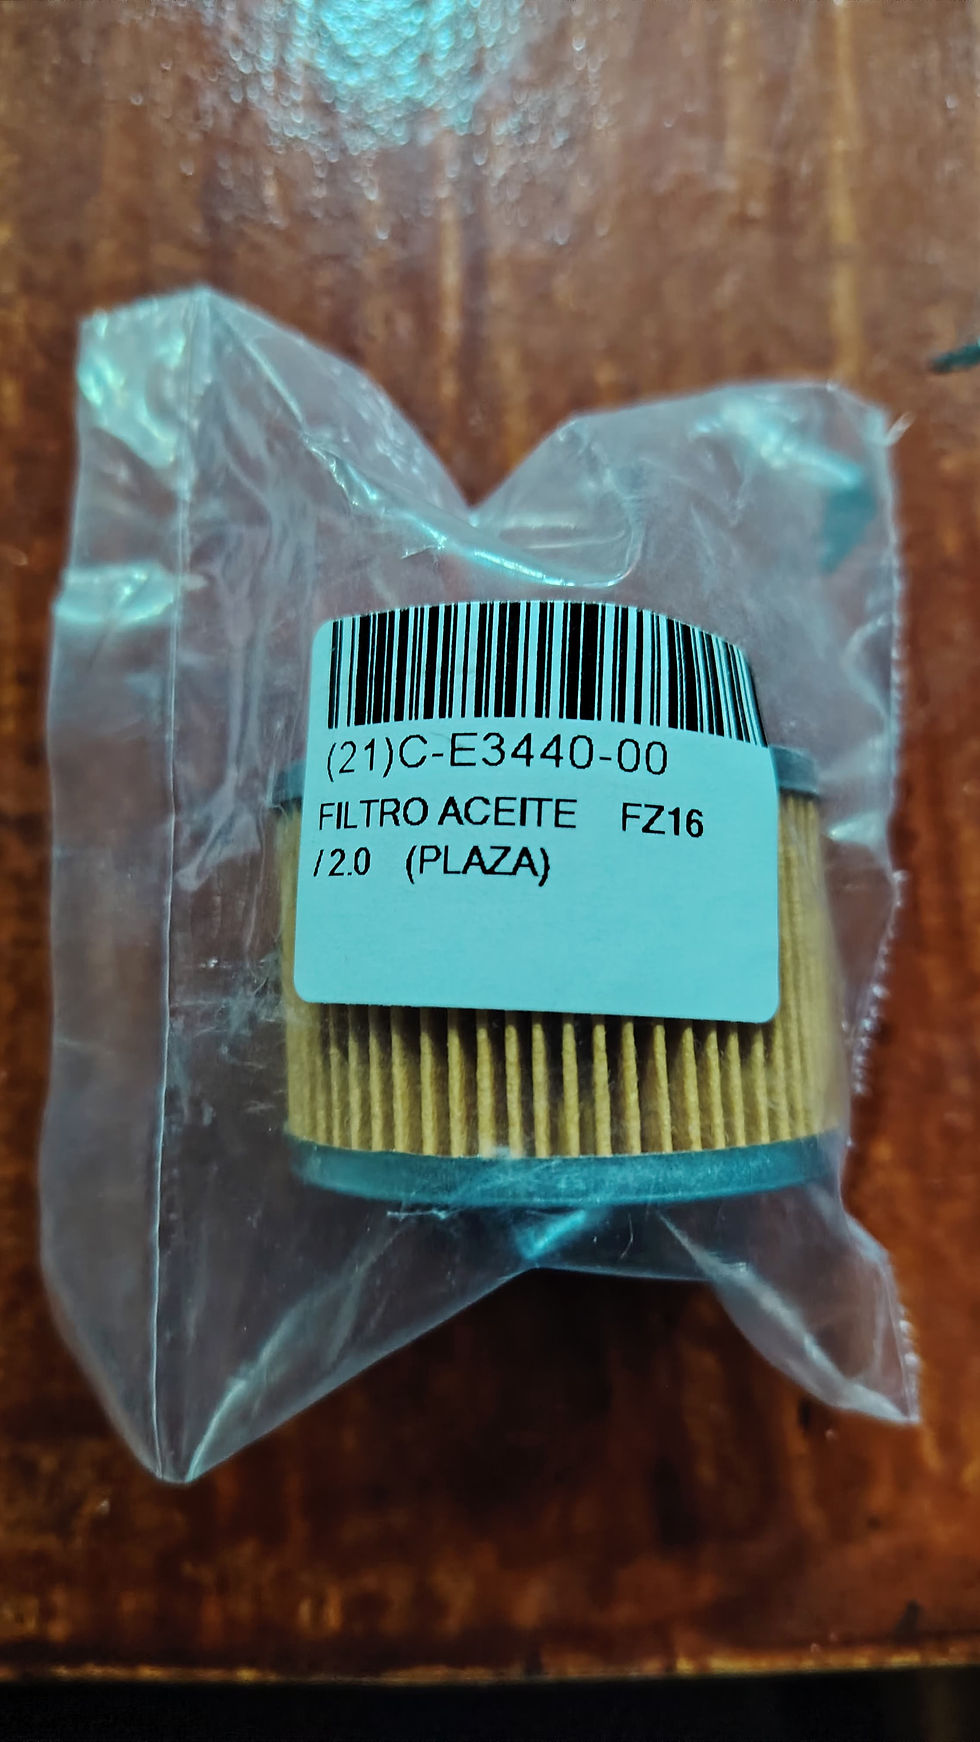 (21)C-E3440-00
FILTRO ACEITE FZ16
/2.0 (PLAZA)